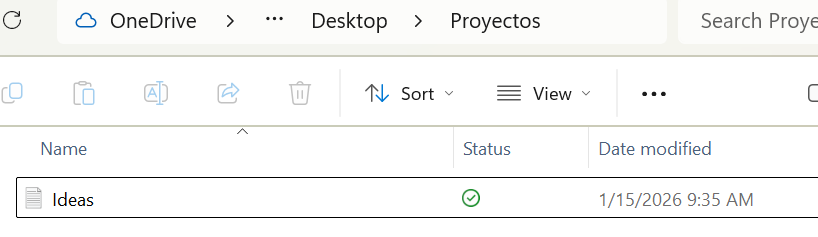 OneDrive > ... Desktop > Proyectos Search Proye
Sort View ...
Name Status Date modified
Ideas 1/15/2026 9:35 AM